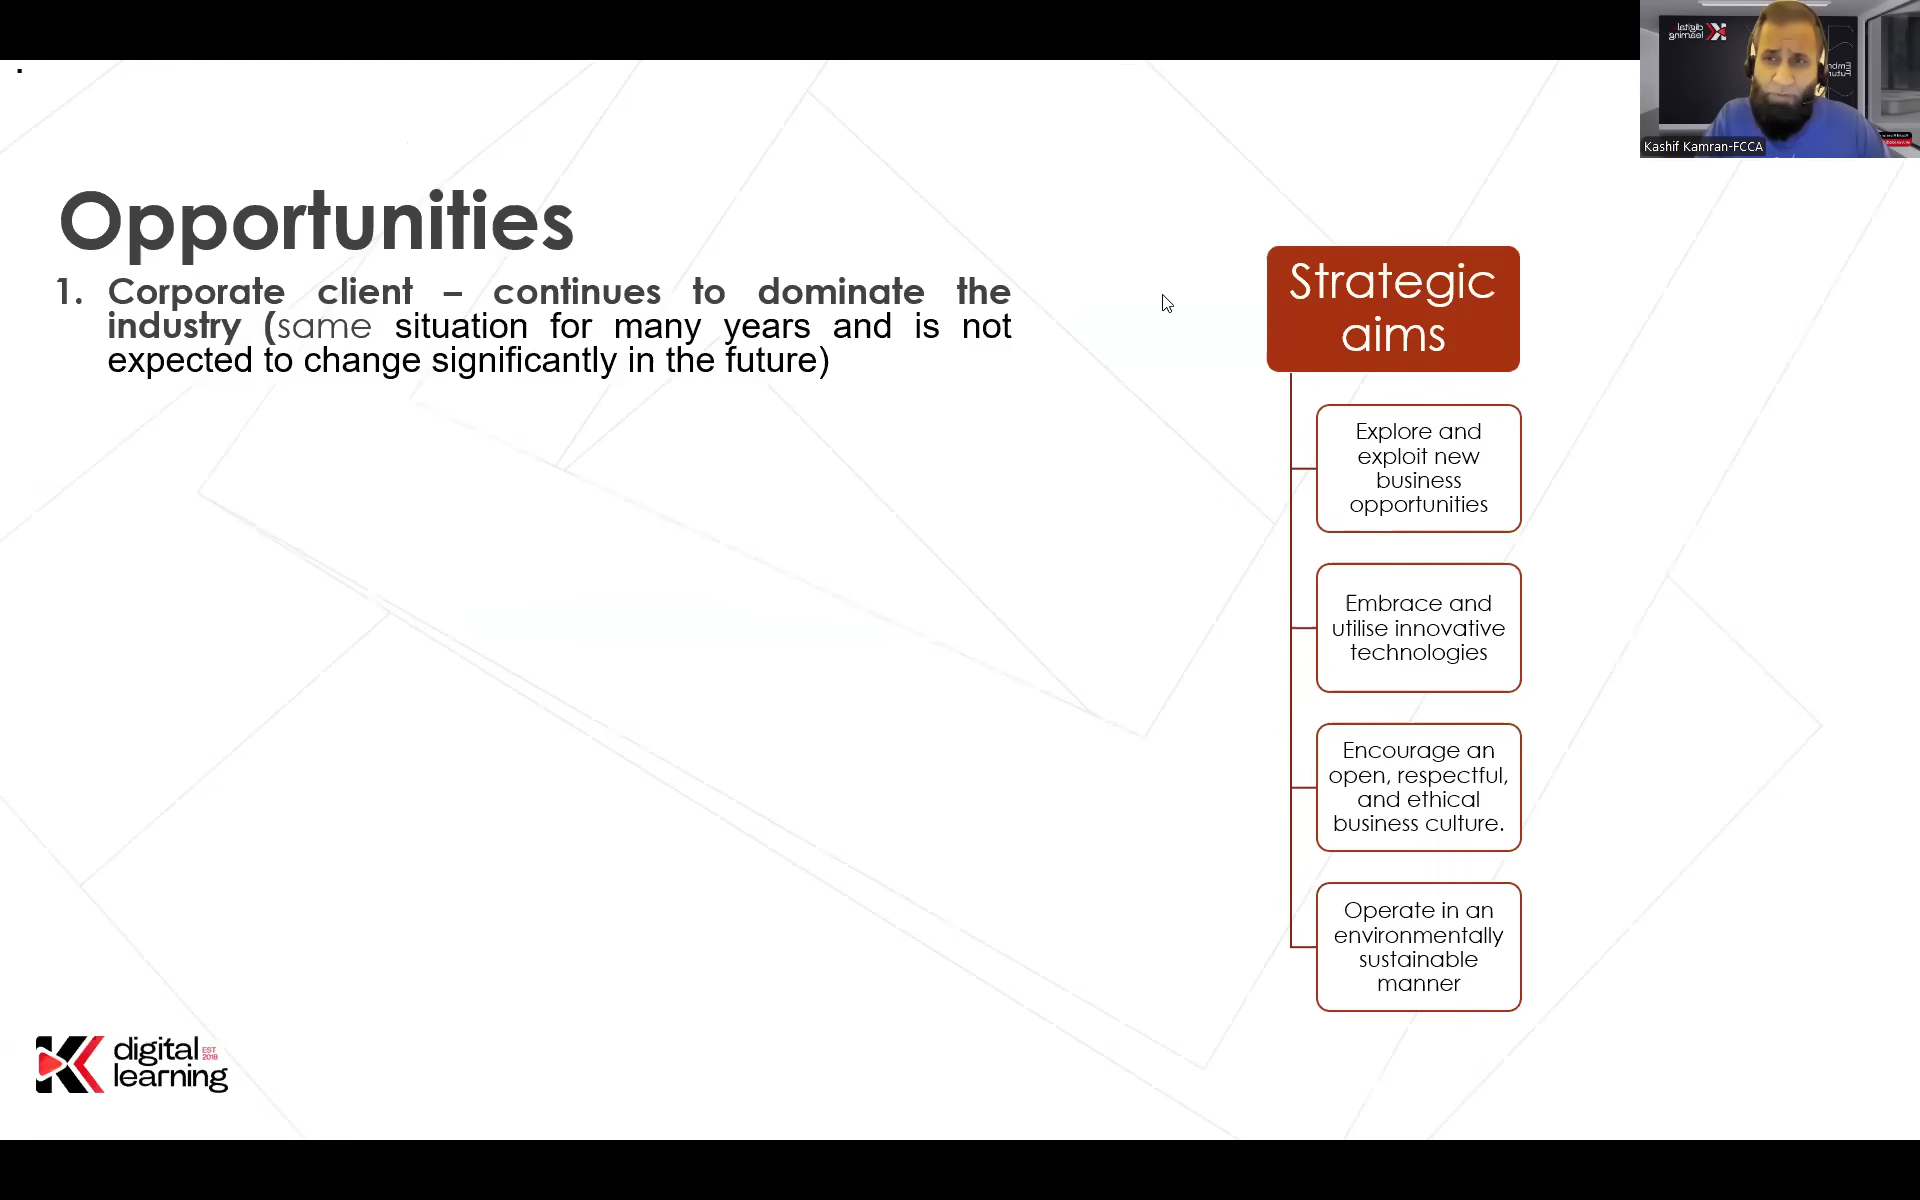 .
Opportunities
1. Corporate client – continues to dominate the
industry (same situation for many years and is not
expected to change significantly in the future)
Strategic
aims
Explore and
exploit new
business
opportunities
Embrace and
utilise innovative
technologies
Encourage an
open, respectful,
and ethical
business culture.
Operate in an
environmentally
sustainable
manner
digital
learning
EST
2018
digital
learning
Kashif Kamran-FCCA